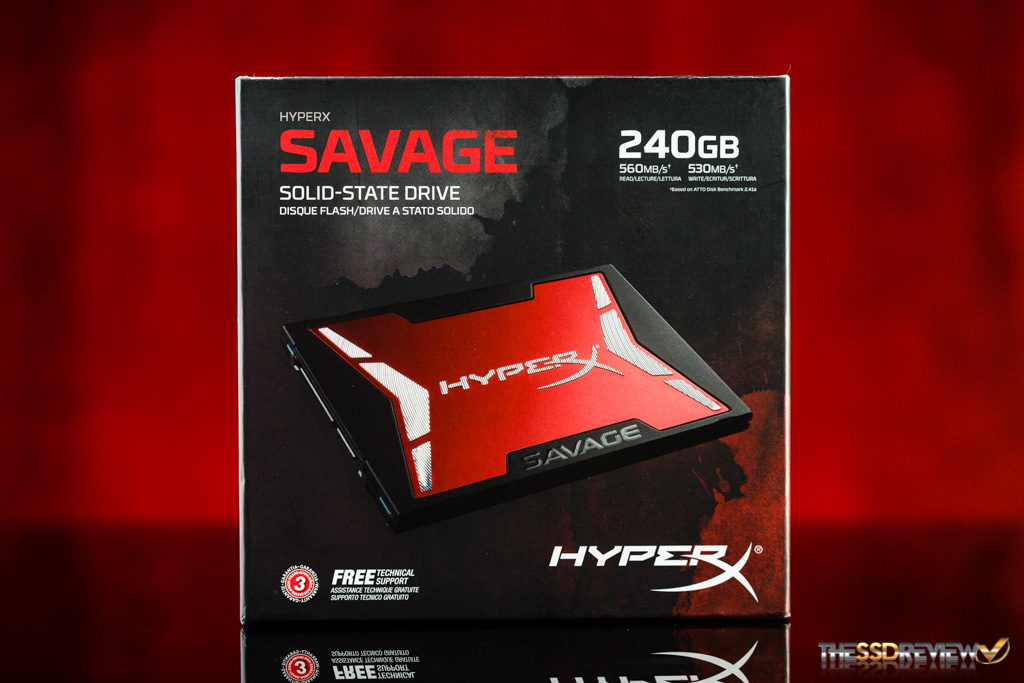 HYPERX
SAVAGE
SOLID-STATE DRIVE
DISQUE FLASH/DRIVE A STATO SOLIDO
240GB
560MB/s† 530MB/s†
READ/LECTURE/LETTURA WRITE/ECRITUR/SCRITTURA
†Based on ATTO Disk Benchmark 2.41a
HYPERX®
SAVAGE
HYPERX®
3
FREE TECHNICAL SUPPORT
ASSISTANCE TECHNIQUE GRATUITE
SUPPORTO TECNICO GRATUITO
THESSDREVIEW